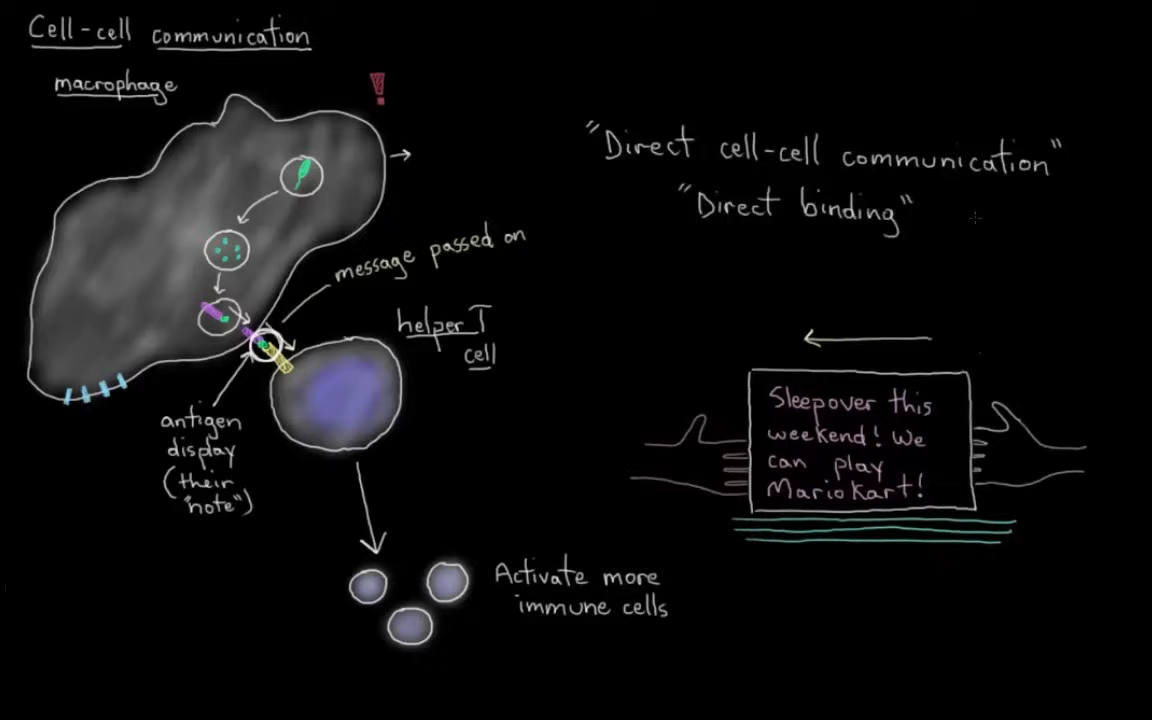 Cell-cell communication
macrophage
!
"Direct cell-cell communication"
"Direct binding"
message passed on
helper T
cell
antigen
display
(their
"note")
Sleepover this
weekend! We
can play
MarioKart!
Activate more
immune cells